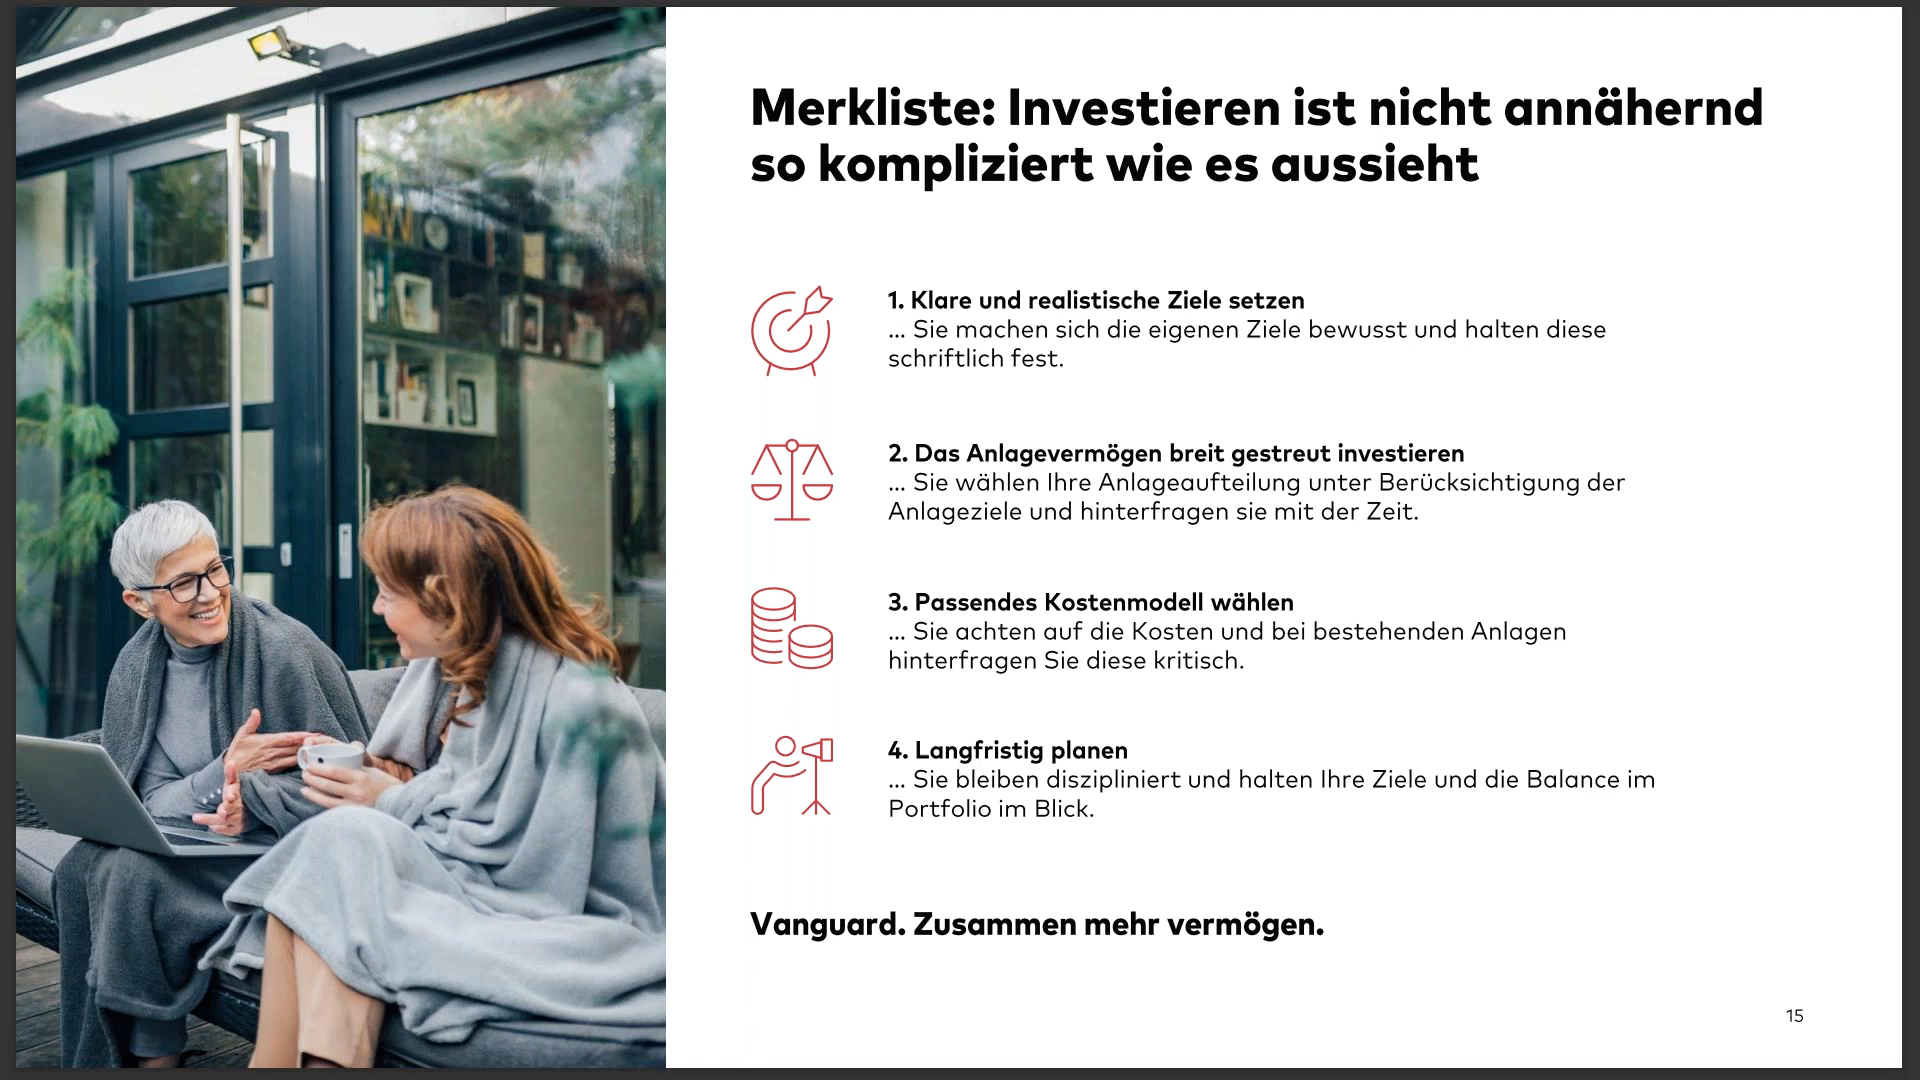 Merkliste: Investieren ist nicht annähernd
so kompliziert wie es aussieht
1. Klare und realistische Ziele setzen
... Sie machen sich die eigenen Ziele bewusst und halten diese
schriftlich fest.
2. Das Anlagevermögen breit gestreut investieren
... Sie wählen Ihre Anlageaufteilung unter Berücksichtigung der
Anlageziele und hinterfragen sie mit der Zeit.
3. Passendes Kostenmodell wählen
... Sie achten auf die Kosten und bei bestehenden Anlagen
hinterfragen Sie diese kritisch.
4. Langfristig planen
... Sie bleiben diszipliniert und halten Ihre Ziele und die Balance im
Portfolio im Blick.
Vanguard. Zusammen mehr vermögen.
15